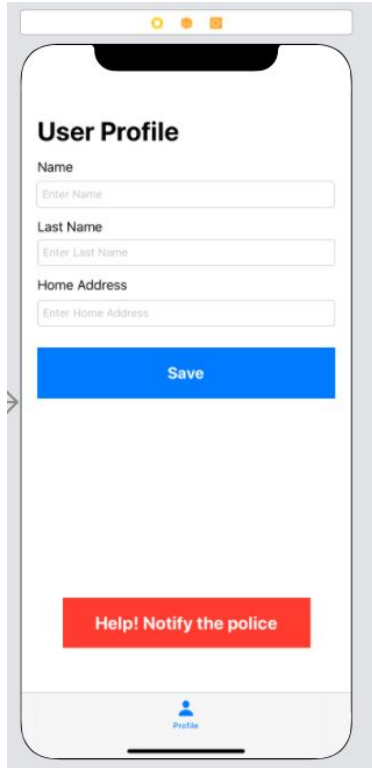 User Profile
Name
Enter Name
Last Name
Enter Last Name
Home Address
Enter Home Address
Save
Help! Notify the police
Profile